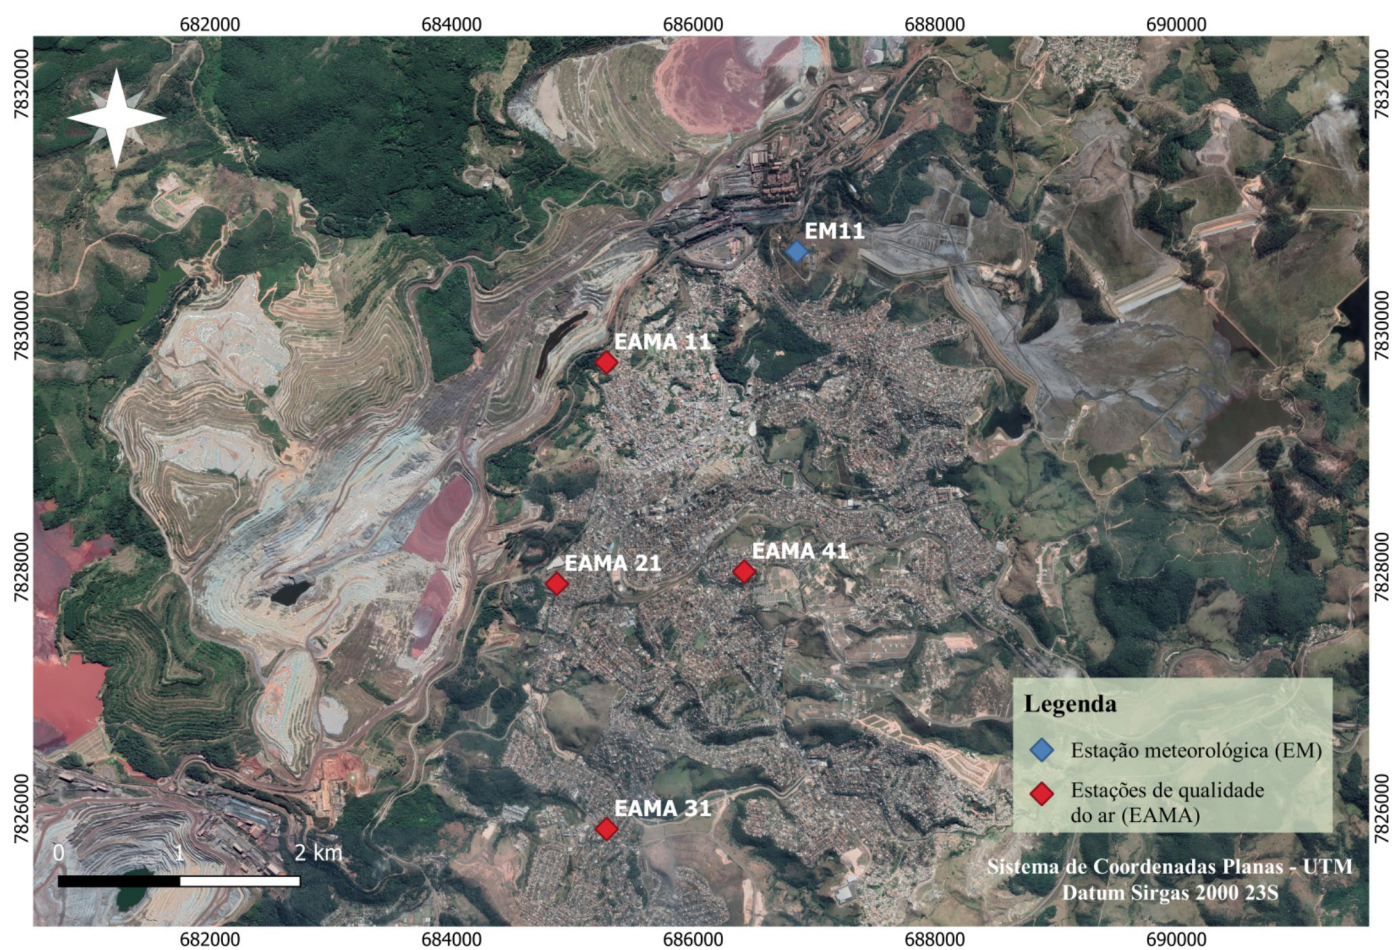 682000 684000 686000 688000 690000
7832000
7832000
EM11
7830000
7830000
EAMA 11
7828000
7828000
EAMA 41
EAMA 21
Legenda
Estação meteorológica (EM)
Estações de qualidade
do ar (EAMA)
7826000
7826000
EAMA 31
0 1 2 km
Sistema de Coordenadas Planas - UTM
Datum Sirgas 2000 23S
682000 684000 686000 688000 690000